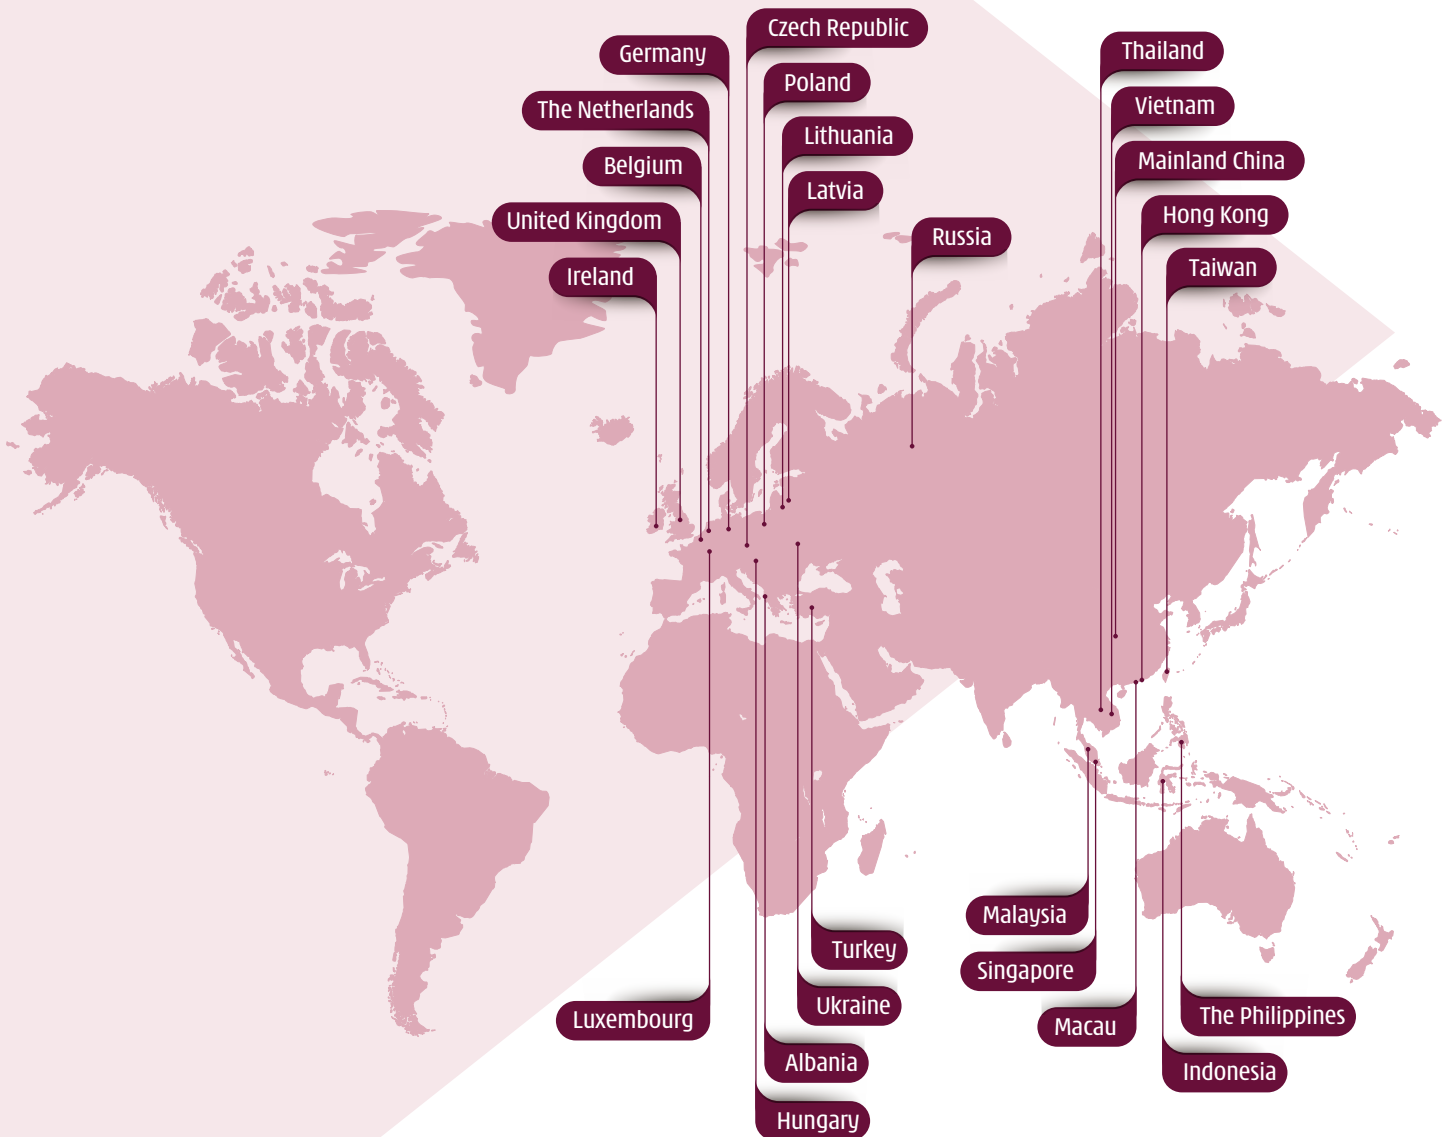 Czech Republic
Germany
Poland
The Netherlands
Lithuania
Belgium
Latvia
United Kingdom
Ireland
Russia
Thailand
Vietnam
Mainland China
Hong Kong
Taiwan
Malaysia
Singapore
Macau
The Philippines
Indonesia
Turkey
Ukraine
Luxembourg
Albania
Hungary